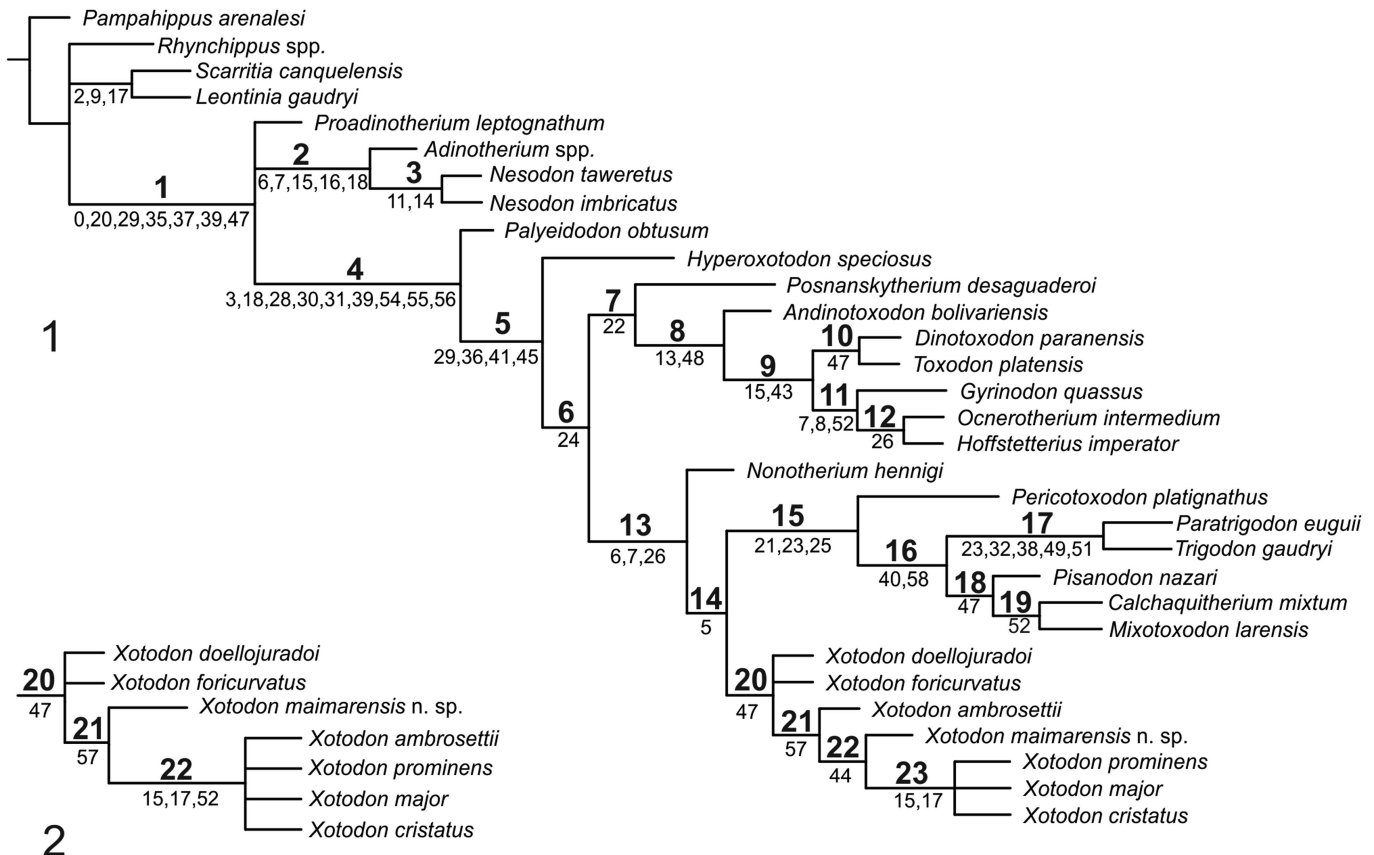 Pampahippus arenalesi
Rhynchippus spp.
Scarritia canquelensis
2,9,17
Leontinia gaudryi
Proadinotherium leptognathum
Adinotherium spp.
2
6,7,15,16,18
3
Nesodon taweretus
11,14
Nesodon imbricatus
1
0,20,29,35,37,39,47
Palyeidodon obtusum
4
3,18,28,30,31,39,54,55,56
Hyperoxotodon speciosus
5
29,36,41,45
Posnanskytherium desaguaderoi
7
22
Andinotoxodon bolivariensis
8
13,48
10
Dinotoxodon paranensis
47
Toxodon platensis
9
15,43
11
Gyrinodon quassus
7,8,52
12
Ocnerotherium intermedium
26
Hoffstetterius imperator
6
24
1
Nonotherium hennigi
13
6,7,26
Pericotoxodon platignathus
15
21,23,25
17
Paratrigodon euguii
23,32,38,49,51
Trigodon gaudryi
16
40,58
18
Pisanodon nazari
47
19
Calchaquitherium mixtum
52
Mixotoxodon larensis
14
5
20
47
Xotodon doellojuradoi
Xotodon foricurvatus
21
57
Xotodon ambrosettii
22
44
Xotodon maimarensis n. sp.
23
15,17
Xotodon prominens
Xotodon major
Xotodon cristatus
20
47
Xotodon doellojuradoi
Xotodon foricurvatus
21
57
Xotodon maimarensis n. sp.
22
15,17,52
Xotodon ambrosettii
Xotodon prominens
Xotodon major
Xotodon cristatus
2